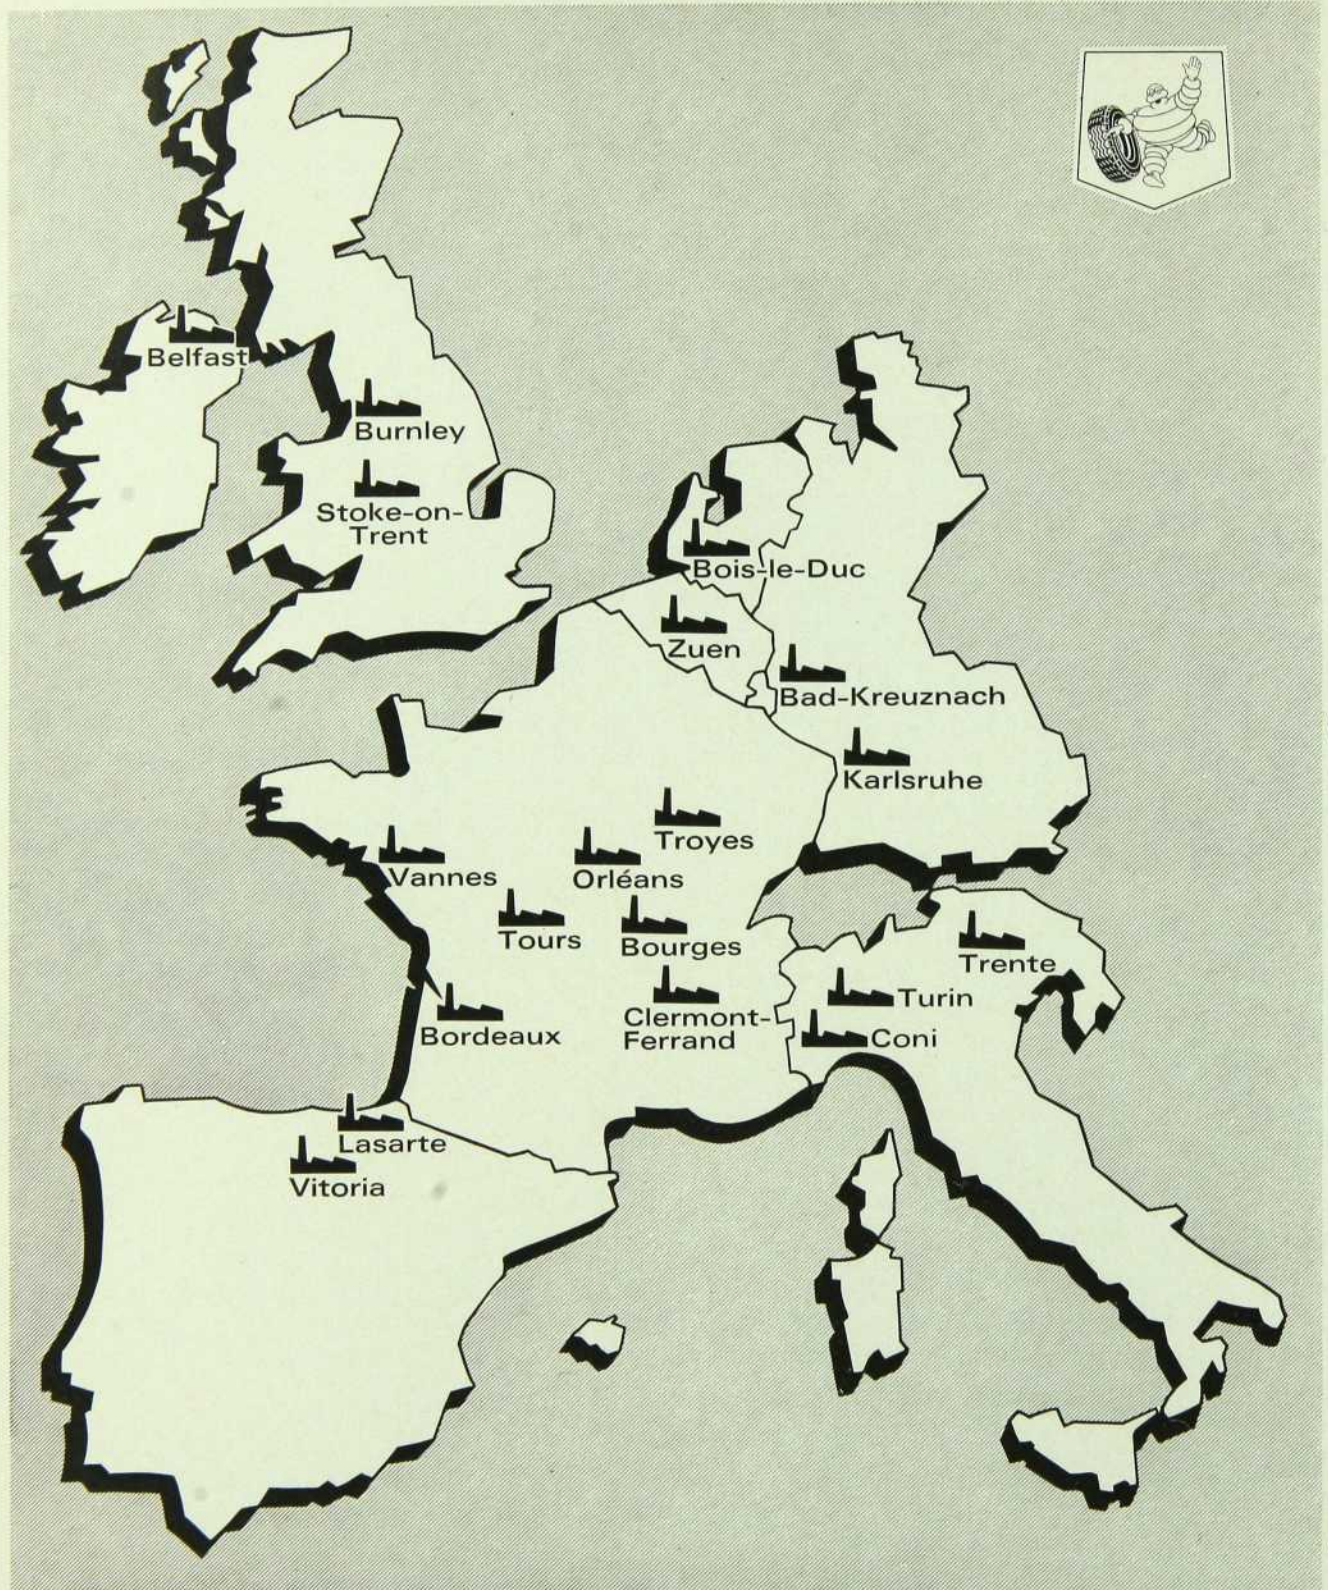 Belfast
Burnley
Stoke-on-
Trent
Bois-le-Duc
Zuen
Bad-Kreuznach
Karlsruhe
Troyes
Vannes
Orléans
Tours
Bourges
Trente
Turin
Clermont-
Ferrand
Bordeaux
Coni
Lasarte
Vitoria